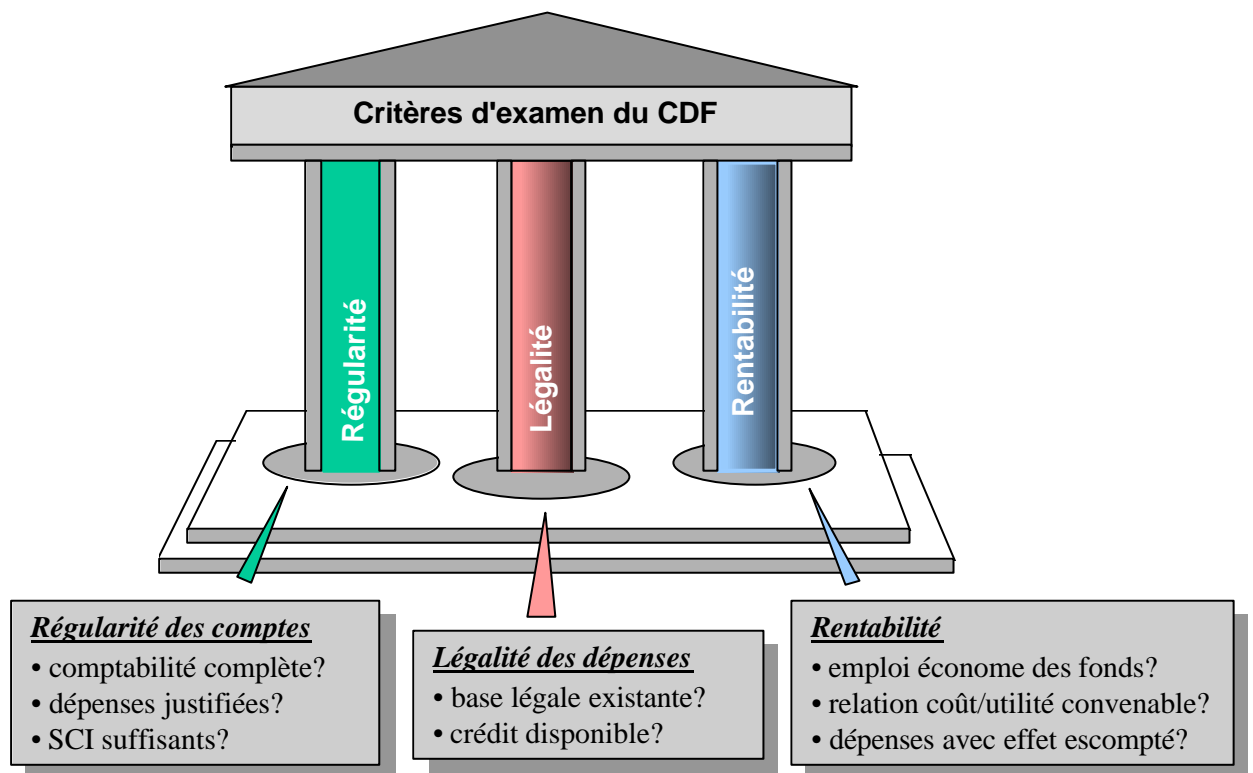 Critères d'examen du CDF
Régularité
Légalité
Rentabilité
Régularité des comptes
• comptabilité complète?
• dépenses justifiées?
• SCI suffisants?
Légalité des dépenses
• base légale existante?
• crédit disponible?
Rentabilité
• emploi économe des fonds?
• relation coût/utilité convenable?
• dépenses avec effet escompté?